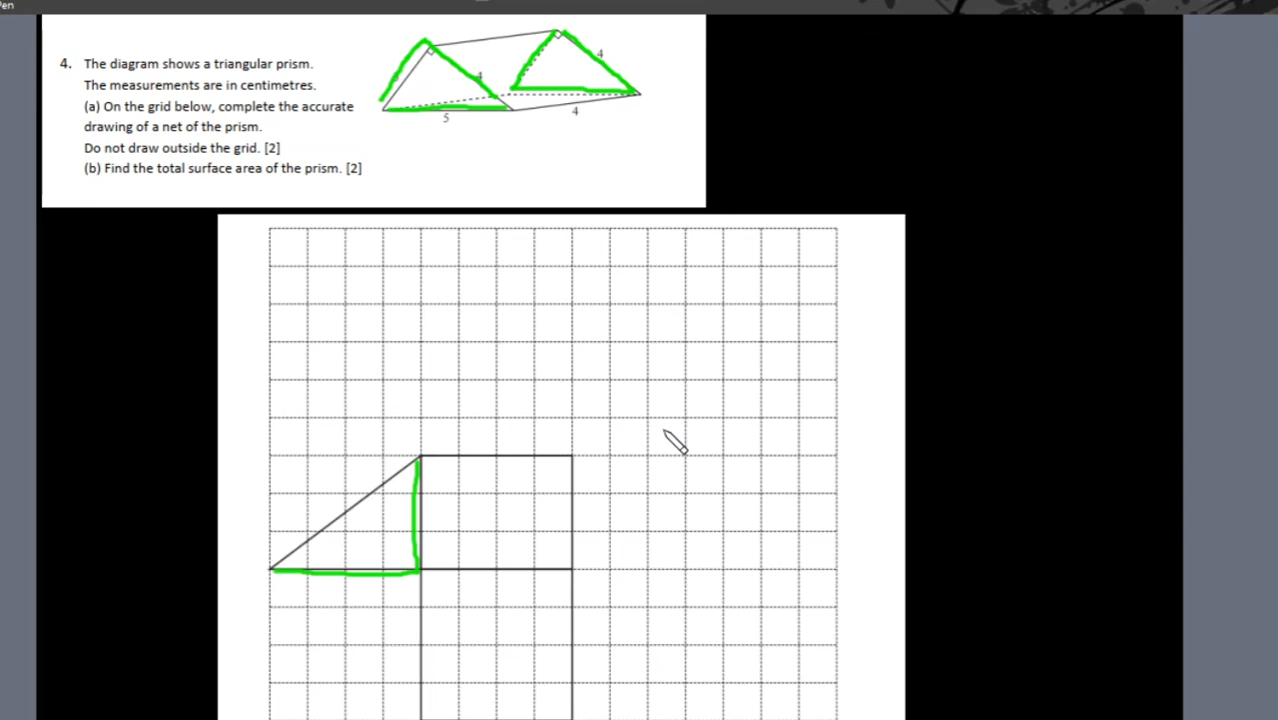 Pen
4. The diagram shows a triangular prism.
The measurements are in centimetres.
(a) On the grid below, complete the accurate
drawing of a net of the prism.
Do not draw outside the grid. [2]
(b) Find the total surface area of the prism. [2]
4
4
5
4